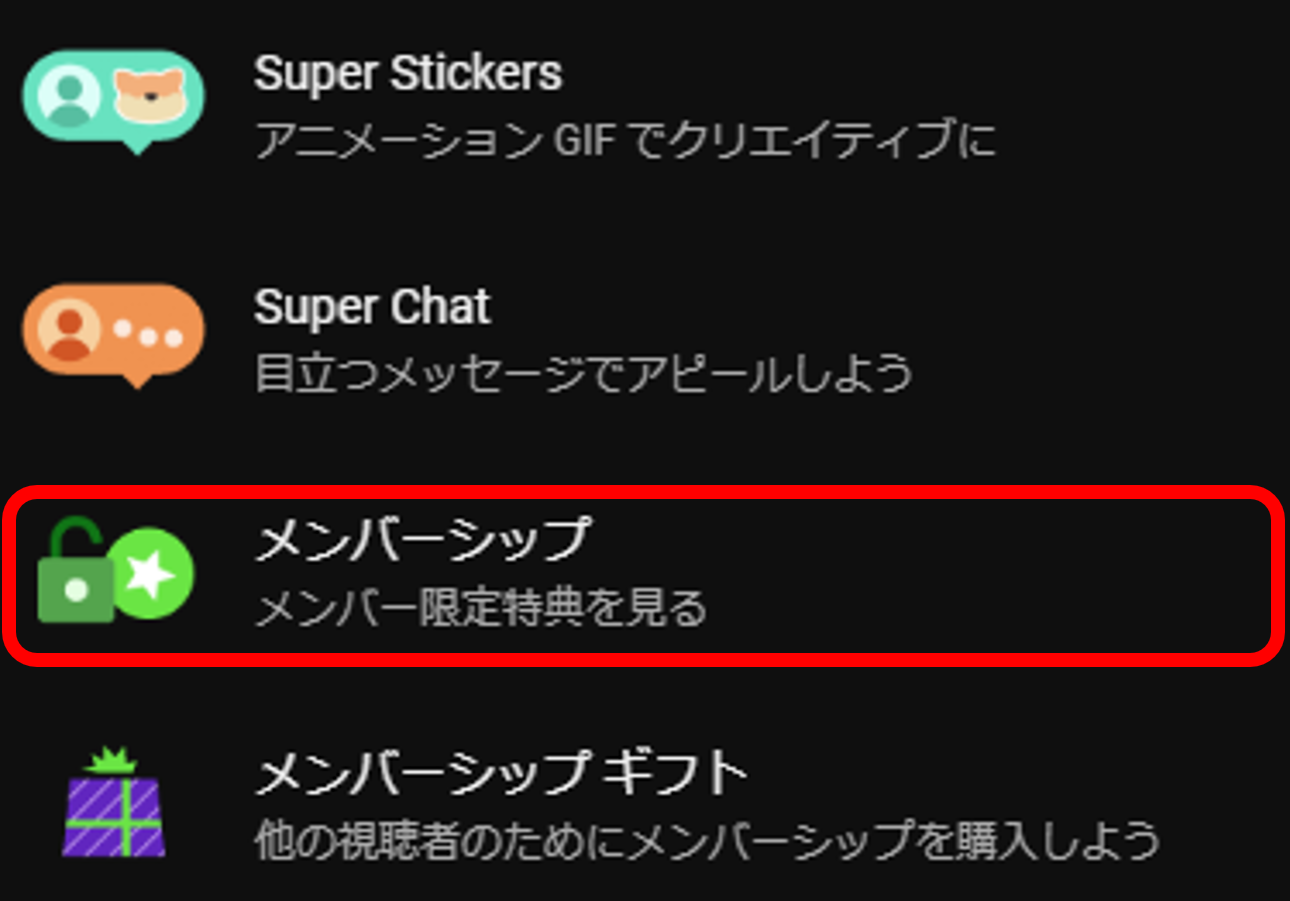 Super Stickers
アニメーション GIF でクリエイティブに
Super Chat
目立つメッセージでアピールしよう
メンバーシップ
メンバー限定特典を見る
メンバーシップ ギフト
他の視聴者のためにメンバーシップを購入しよう